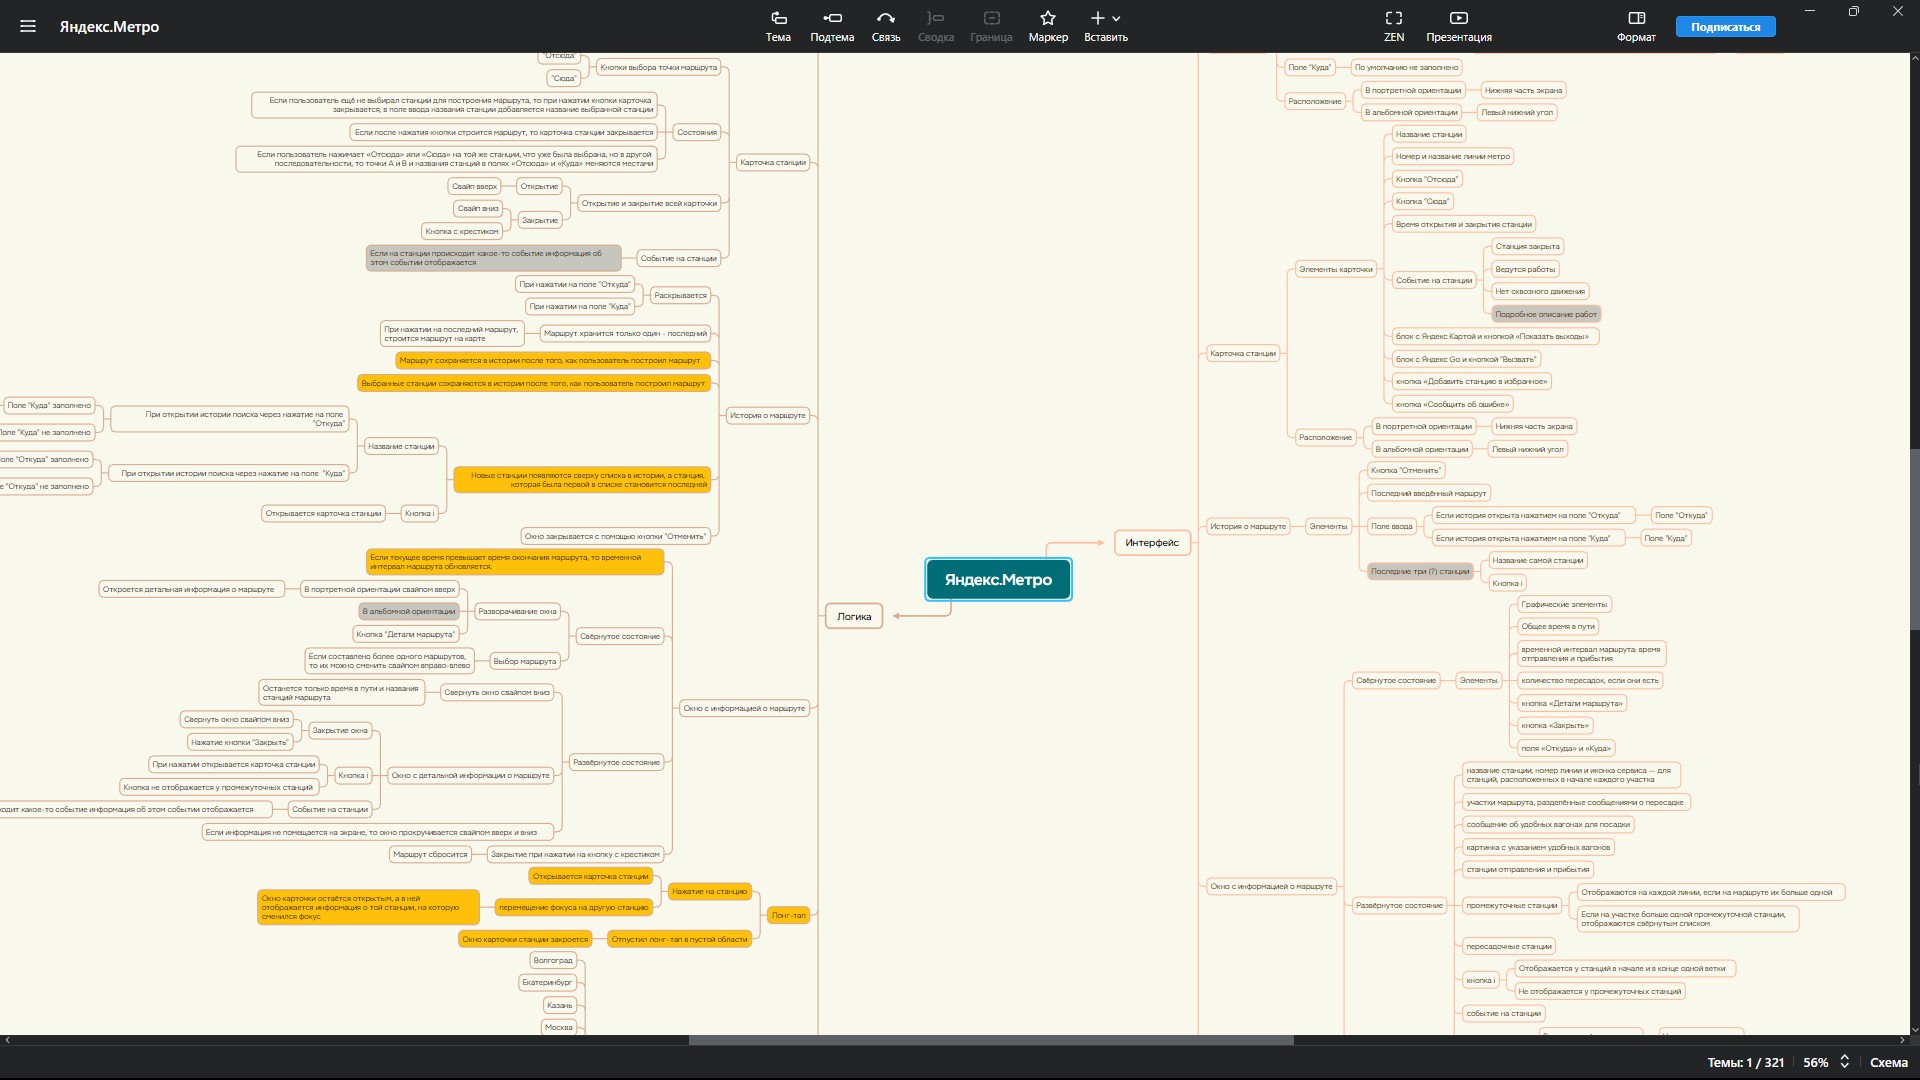 Яндекс.Метро
Тема
Подтема
Связь
Сводка
Граница
Маркер
Вставить
ZEN
Презентация
Формат
Подписаться
"Отсюда"
"Сюда"
Кнопки выбора точки маршрута
Если пользователь ещё не выбирал станции для построения маршрута, то при нажатии кнопки карточка
закрывается, в поле ввода названия станции добавляется название выбранной станции
Если после нажатия кнопки строится маршрут, то карточка станции закрывается
Состояния
Если пользователь нажимает «Отсюда» или «Сюда» на той же станции, что уже была выбрана, но в другой
последовательности, то точки А и В и названия станций в полях «Отсюда» и «Куда» меняются местами
Карточка станции
Свайп вверх
Открытие
Открытие и закрытие всей карточки
Свайп вниз
Закрытие
Кнопка с крестиком
Если на станции происходит какое-то событие информация об
этом событии отображается
Событие на станции
При нажатии на поле "Откуда"
При нажатии на поле "Куда"
Раскрывается
При нажатии на последний маршрут,
строится маршрут на карте
Маршрут хранится только один - последний
Маршрут сохраняется в истории после того, как пользователь построил маршрут
Выбранные станции сохраняются в истории после того, как пользователь построил маршрут
Поле "Куда" заполнено
Поле "Куда" не заполнено
При открытии истории поиска через нажатие на поле
"Откуда"
История о маршруте
Название станции
"Откуда" заполнено
При открытии истории поиска через нажатие на поле "Куда"
"Откуда" не заполнено
Новые станции появляются сверху списка в истории, а станция,
которая была первой в списке становится последней
Открывается карточка станции
Кнопка i
Окно закрывается с помощью кнопки "Отменить"
Если текущее время превышает время окончания маршрута, то временной
интервал маршрута обновляется.
Откроется детальная информация о маршруте
В портретной ориентации свайпом вверх
В альбомной ориентации
Разворачивание окна
Кнопка "Детали маршрута"
Свёрнутое состояние
Если составлено более одного маршрутов,
то их можно сменить свайпом вправо-влево
Выбор маршрута
Останется только время в пути и названия
станций маршрута
Свернуть окно свайпом вниз
Окно с информацией о маршруте
Свернуть окно свайпом вниз
Нажатие кнопки "Закрыть"
Закрытие окна
При нажатии открывается карточка станции
Кнопка не отображается у промежуточных станций
Кнопка i
Окно с детальной информации о маршруте
Развёрнутое состояние
какое-то событие информация об этом событии отображается
Событие на станции
Если информация не помещается на экране, то окно прокручивается свайпом вверх и вниз
Маршрут сбросится
Закрытие при нажатии на кнопку с крестиком
Открывается карточка станции
Нажатие на станцию
Окно карточки остаётся открытым, а в ней
отображается информация о той станции, на которую
сменился фокус
перемещение фокуса на другую станцию
Лонг-тап
Окно карточки станции закроется
Отпустил лонг-тап в пустой области
Волгоград
Екатеринбург
Казань
Москва
Логика
Яндекс.Метро
Интерфейс
Поле "Куда"
По умолчанию не заполнено
Расположение
В портретной ориентации
Нижняя часть экрана
В альбомной ориентации
Левый нижний угол
Название станции
Номер и название линии метро
Кнопка "Отсюда"
Кнопка "Сюда"
Время открытия и закрытия станции
Элементы карточки
Событие на станции
Станция закрыта
Ведутся работы
Нет сквозного движения
Подробное описание работ
блок с Яндекс Картой и кнопкой «Показать выходы»
Карточка станции
блок с Яндекс Go и кнопкой "Вызвать"
кнопка «Добавить станцию в избранное»
кнопка «Сообщить об ошибке»
Расположение
В портретной ориентации
Нижняя часть экрана
В альбомной ориентации
Левый нижний угол
Кнопка "Отменить"
Последний введённый маршрут
История о маршруте
Элементы
Поле ввода
Если история открыта нажатием на поле "Откуда"
Поле "Откуда"
Если история открыта нажатием на поле "Куда"
Поле "Куда"
Последние три (?) станции
Название самой станции
Кнопка i
Графические элементы
Общее время в пути
временной интервал маршрута: время
отправления и прибытия
Свёрнутое состояние
Элементы
количество пересадок, если они есть
кнопка «Детали маршрута»
кнопка «Закрыть»
поля «Откуда» и «Куда»
название станции, номер линии и иконка сервиса — для
станций, расположенных в начале каждого участка
участки маршрута, разделённые сообщениями о пересадке
сообщение об удобных вагонах для посадки
картинка с указанием удобных вагонов
станции отправления и прибытия
Окно с информацией о маршруте
Развёрнутое состояние
промежуточные станции
Отображаются на каждой линии, если на маршруте их больше одной
Если на участке больше одной промежуточной станции,
отображаются свёрнутым списком
пересадочные станции
кнопка i
Отображается у станций в начале и в конце одной ветки
Не отображается у промежуточных станций
событие на станции
Темы: 1 / 321
56%
Схема